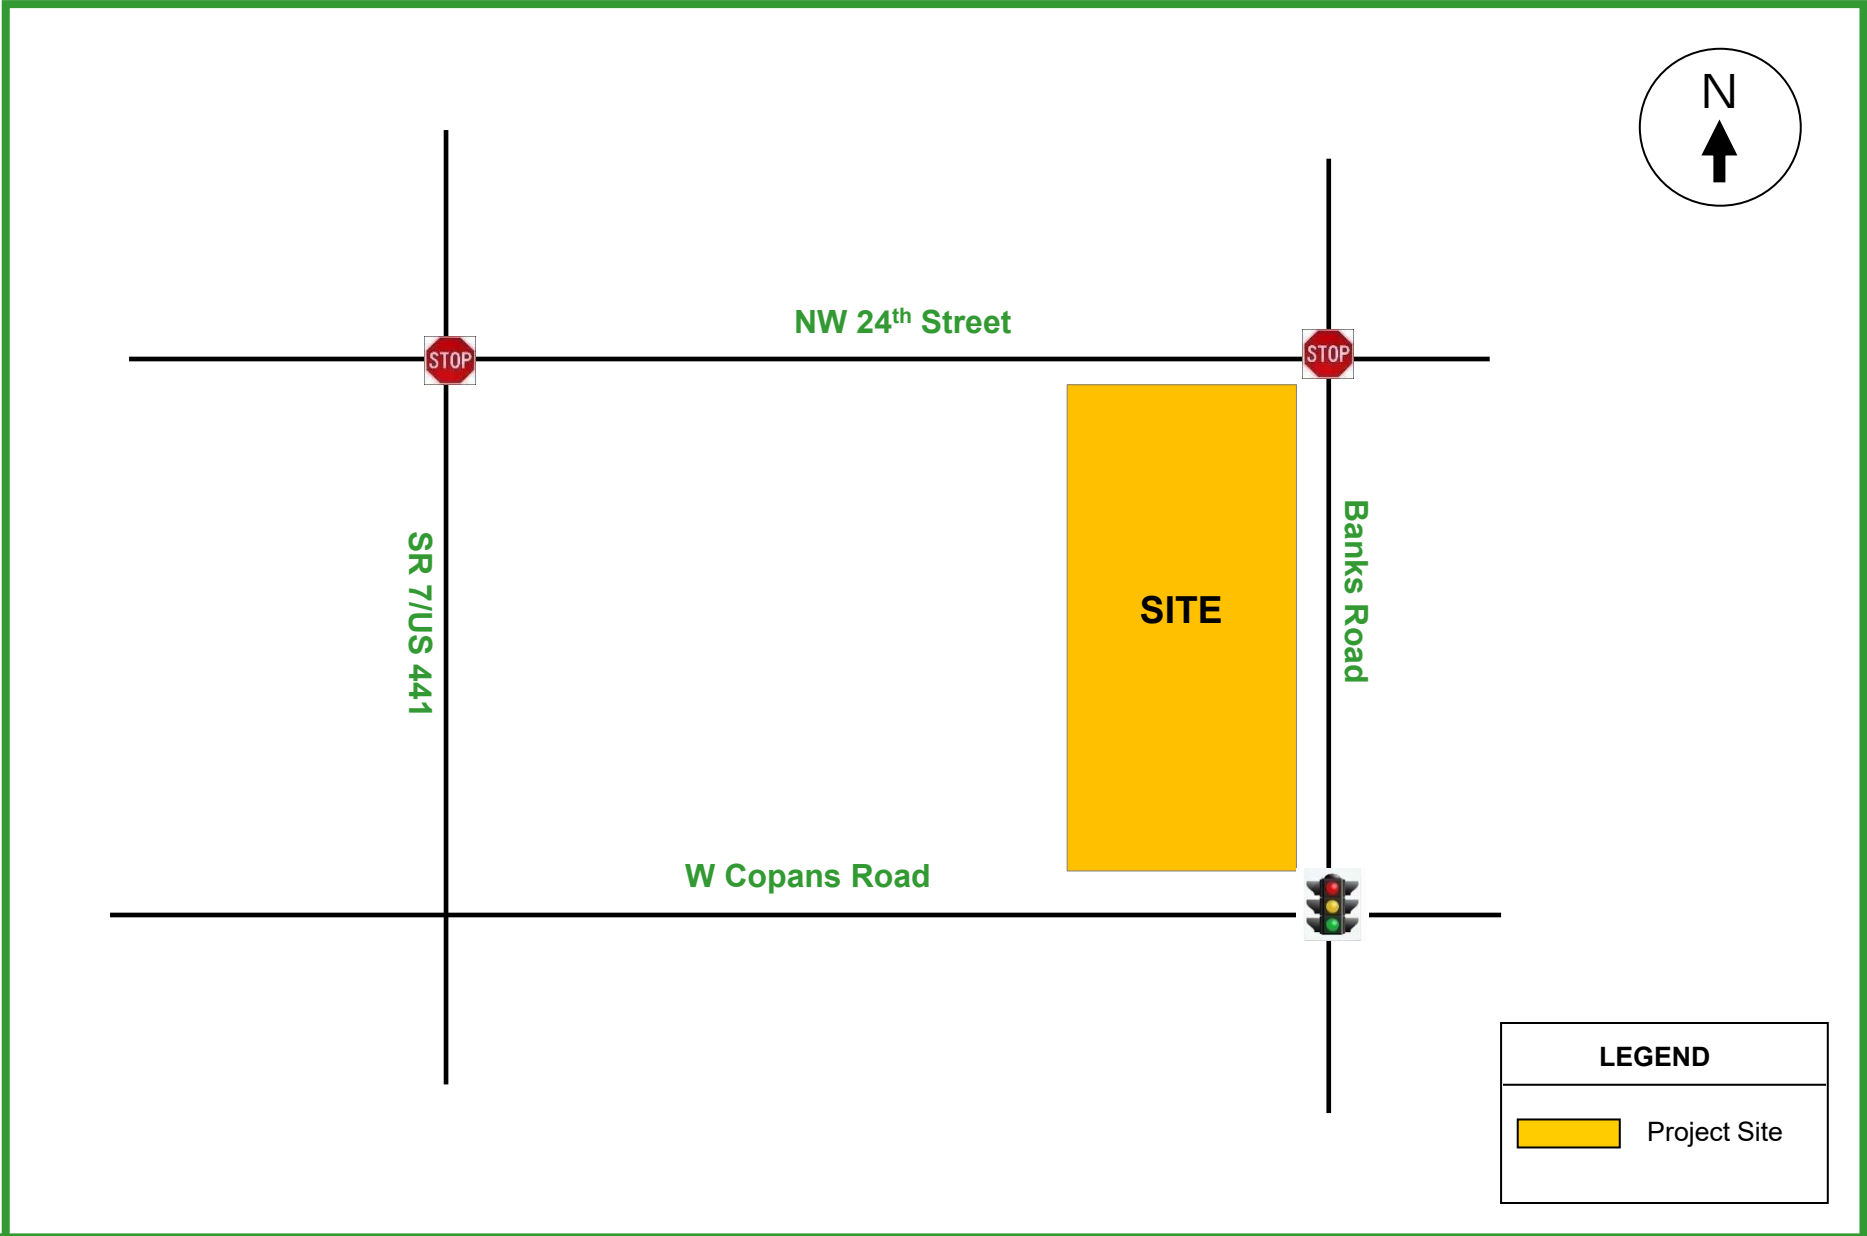 N
NW 24th Street
STOP
STOP
SR 7/US 441
Banks Road
SITE
W Copans Road
LEGEND
Project Site